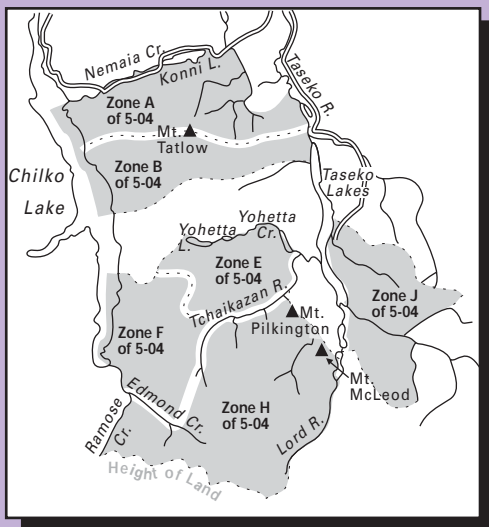 Nemaia Cr.
Konni L.
Taseko R.
Zone A
of 5-04
Mt.
Tatlow
Zone B
of 5-04
Chilko
Lake
Taseko
Lakes
Yohetta
L.
Yohetta
Cr.
Zone E
of 5-04
Tchaikazan R.
Zone J
of 5-04
Mt.
Pilkington
Zone F
of 5-04
Mt.
McLeod
Edmond Cr.
Ramose
Cr.
Zone H
of 5-04
Lord R.
Height of Land